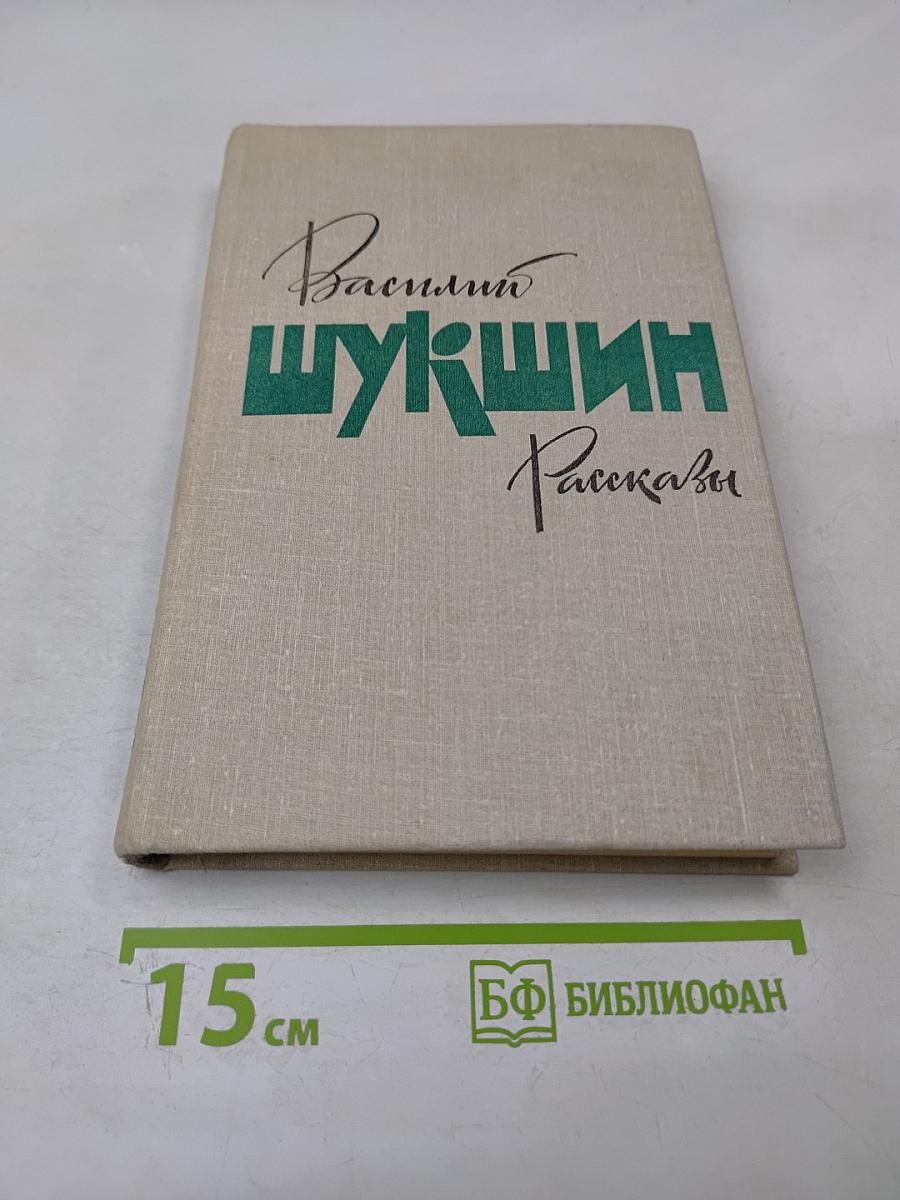 Василий
ШУКШИН
Рассказы
15 см
БФ БИБЛИОФАН